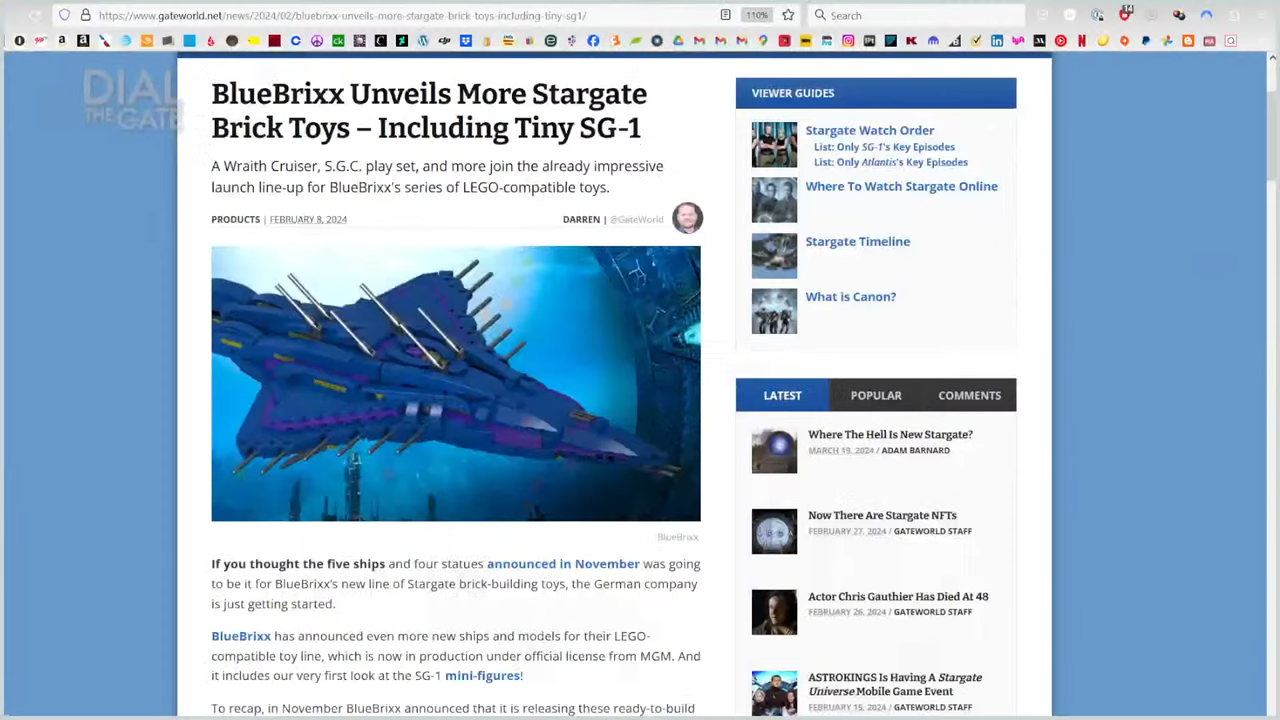 https://www.gateworld.net/news/2024/02/bluebrixx-unveils-more-stargate-brick-toys-including-tiny-sg1/
110%
Search
14
DIAL
THE GATE
BlueBrixx Unveils More Stargate
Brick Toys – Including Tiny SG-1
A Wraith Cruiser, S.G.C. play set, and more join the already impressive
launch line-up for BlueBrixx's series of LEGO-compatible toys.
PRODUCTS | FEBRUARY 8, 2024
DARREN | @GateWorld
BlueBrixx
If you thought the five ships and four statues announced in November was going
to be it for BlueBrixx's new line of Stargate brick-building toys, the German company
is just getting started.
BlueBrixx has announced even more new ships and models for their LEGO-
compatible toy line, which is now in production under official license from MGM. And
it includes our very first look at the SG-1 mini-figures!
To recap, in November BlueBrixx announced that it is releasing these ready-to-build
VIEWER GUIDES
Stargate Watch Order
List: Only SG-1's Key Episodes
List: Only Atlantis's Key Episodes
Where To Watch Stargate Online
Stargate Timeline
What is Canon?
LATEST
POPULAR
COMMENTS
Where The Hell Is New Stargate?
MARCH 19, 2024 / ADAM BARNARD
Now There Are Stargate NFTs
FEBRUARY 27, 2024 / GATEWORLD STAFF
Actor Chris Gauthier Has Died At 48
FEBRUARY 26, 2024 / GATEWORLD STAFF
ASTROKINGS Is Having A Stargate
Universe Mobile Game Event
FEBRUARY 15, 2024 / GATEWORLD STAFF